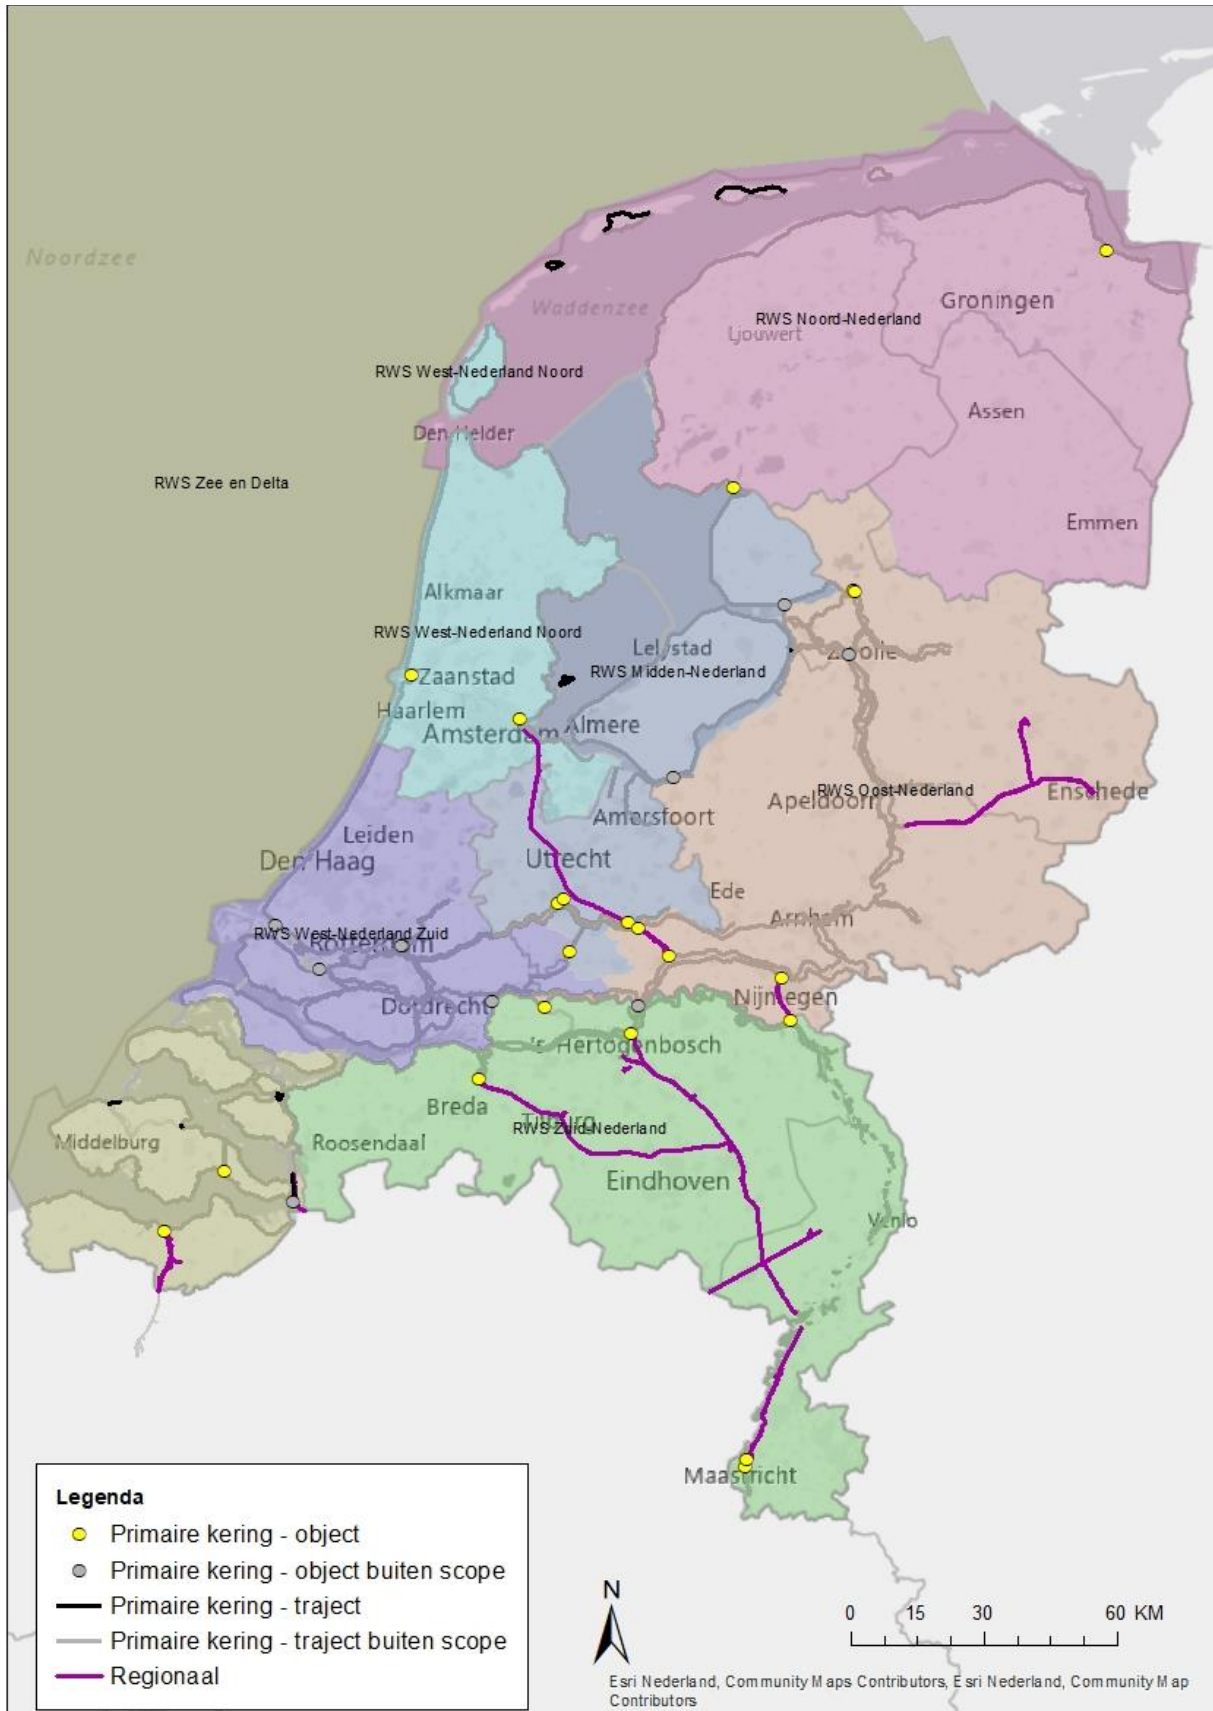 Noordzee
Waddenzee
Groningen
RWS Noord-Nederland
Ljouwert
RWS West-Nederland Noord
Assen
Den Helder
RWS Zee en Delta
Emmen
Alkmaar
RWS West-Nederland Noord
Lelystad
Zwolle
RWS Midden-Nederland
Zaanstad
Haarlem
Almere
Amsterdam
RWS Oost-Nederland
Enschede
Apeldoorn
Amersfoort
Leiden
Den Haag
Utrecht
Ede
Arnhem
RWS West-Nederland Zuid
Rotterdam
Nijmegen
Dordrecht
's Hertogenbosch
Breda
Tilburg
RWS Zuid-Nederland
Middelburg
Roosendaal
Eindhoven
Venlo
Maastricht
Legenda
Primaire kering - object
Primaire kering - object buiten scope
Primaire kering - traject
Primaire kering - traject buiten scope
Regionaal
N
0 15 30 60 KM
Esri Nederland, Community Maps Contributors, Esri Nederland, Community Map
Contributors